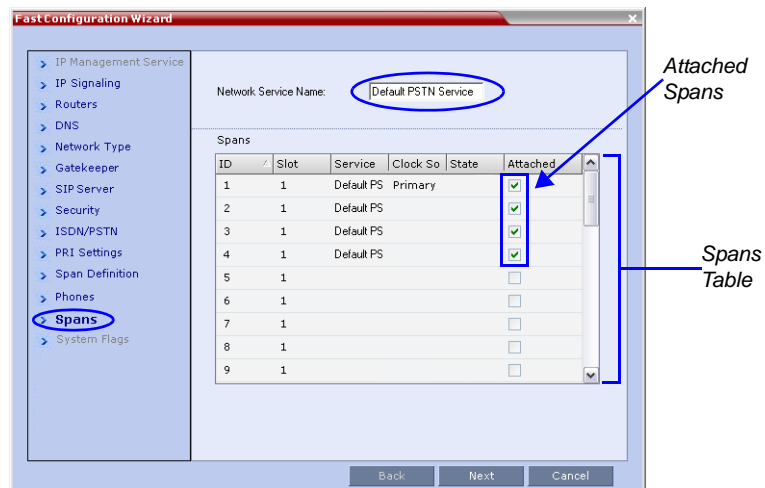 Fast Configuration Wizard
IP Management Service
IP Signaling
Routers
DNS
Network Type
Gatekeeper
SIP Server
Security
ISDN/PSTN
PRI Settings
Span Definition
Phones
Spans
System Flags
Network Service Name: Default PSTN Service
Spans
ID Slot Service Clock So State Attached
1 1 Default PS Primary
2 1 Default PS
3 1 Default PS
4 1 Default PS
5 1
6 1
7 1
8 1
9 1
Back Next Cancel
Attached
Spans
Spans
Table